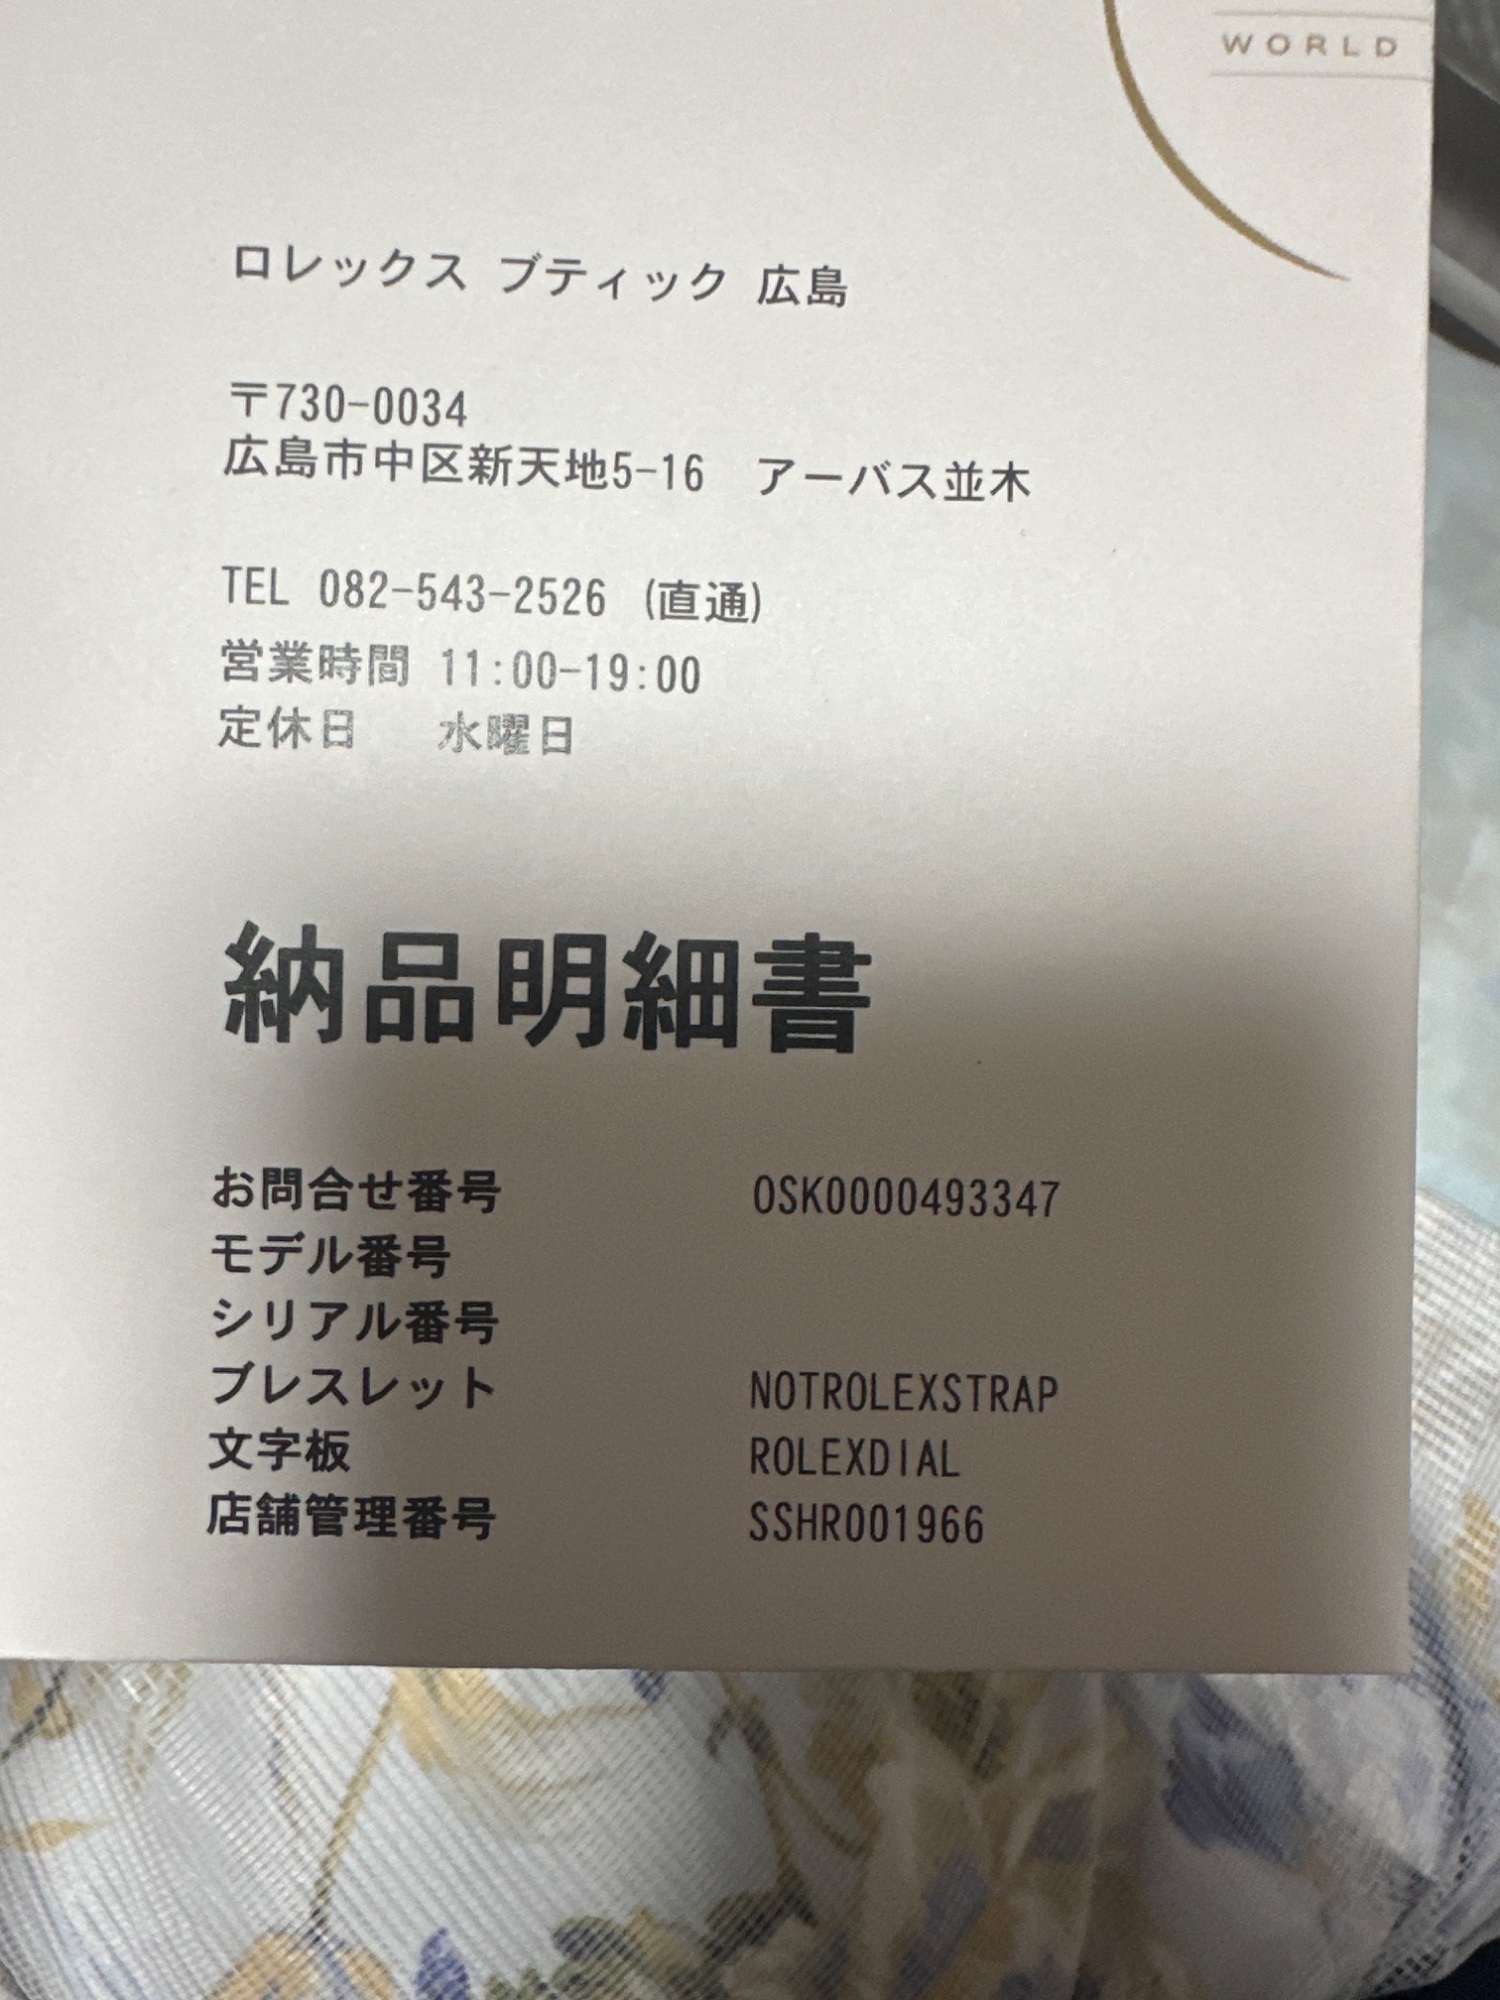 WORLD
ロレックス ブティック 広島
〒730-0034
広島市中区新天地5-16　アーバス並木
TEL 082-543-2526 (直通)
営業時間 11:00-19:00
定休日　水曜日
納品明細書
お問合せ番号　OSK0000493347
モデル番号
シリアル番号
ブレスレット　NOTROLEXSTRAP
文字板　ROLEXDIAL
店舗管理番号　SSHR001966